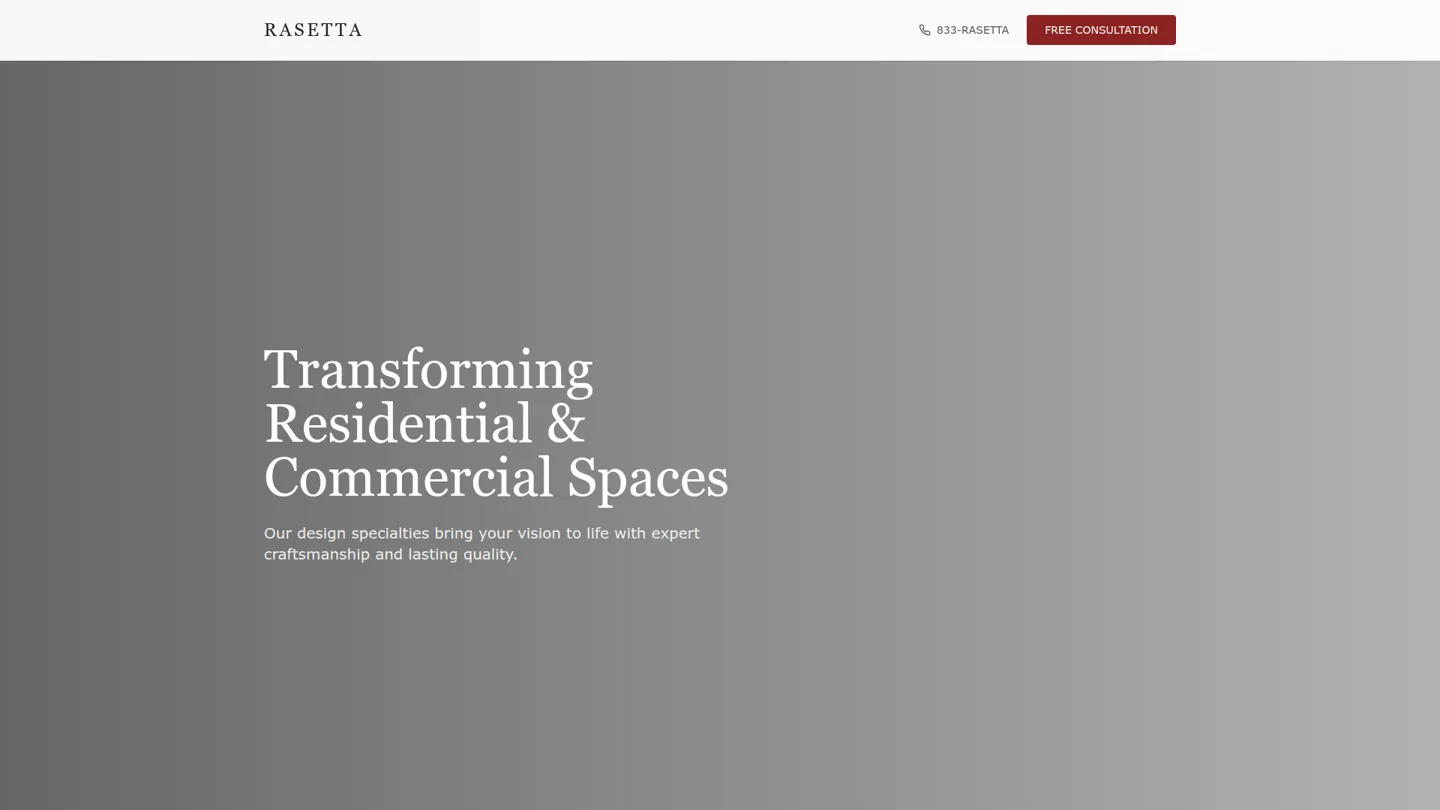 RASETTA
833-RASETTA
FREE CONSULTATION
Transforming
Residential &
Commercial Spaces
Our design specialties bring your vision to life with expert
craftsmanship and lasting quality.